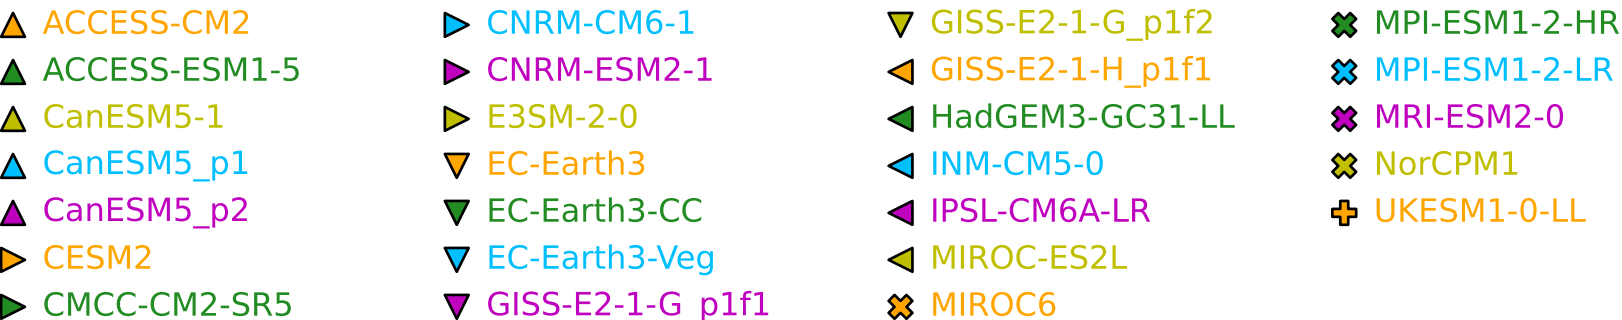 ACCESS-CM2
ACCESS-ESM1-5
CanESM5-1
CanESM5_p1
CanESM5_p2
CESM2
CMCC-CM2-SR5
CNRM-CM6-1
CNRM-ESM2-1
E3SM-2-0
EC-Earth3
EC-Earth3-CC
EC-Earth3-Veg
GISS-E2-1-G_p1f1
GISS-E2-1-G_p1f2
GISS-E2-1-H_p1f1
HadGEM3-GC31-LL
INM-CM5-0
IPSL-CM6A-LR
MIROC-ES2L
MIROC6
MPI-ESM1-2-HR
MPI-ESM1-2-LR
MRI-ESM2-0
NorCPM1
UKESM1-0-LL